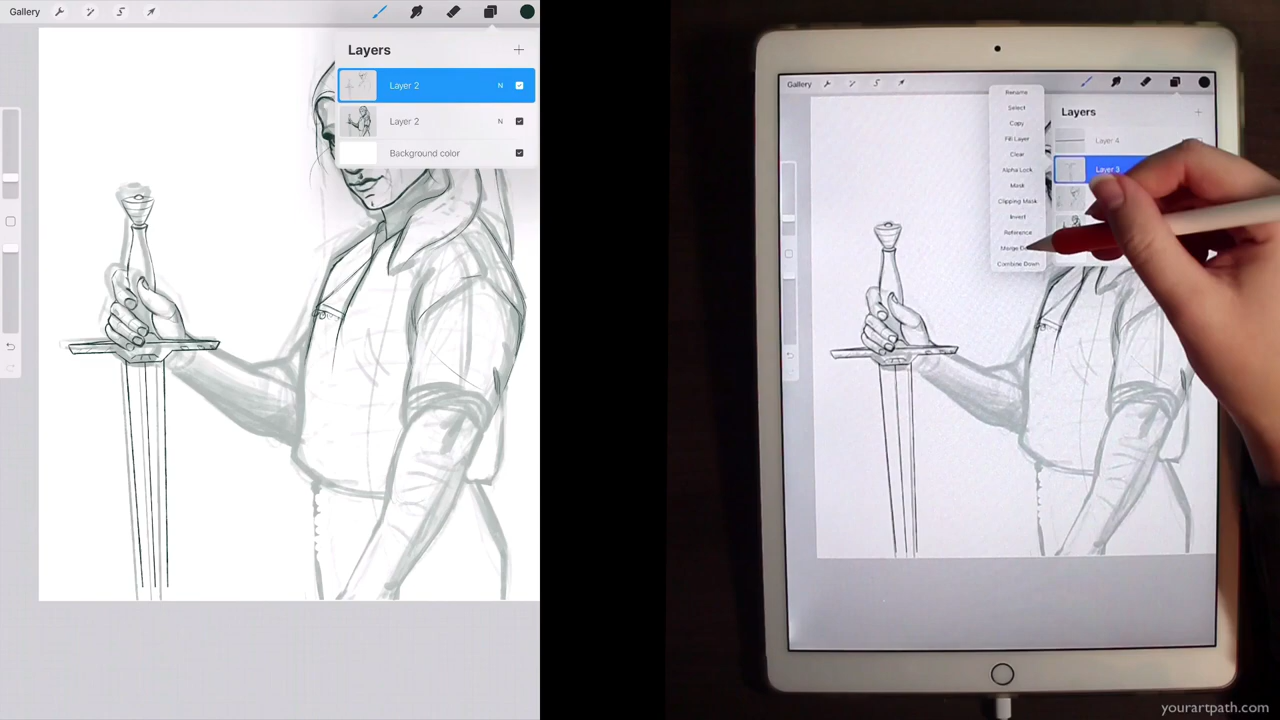 Gallery
Layers
Layer 2 N
Layer 2 N
Background color
Gallery
Rename
Select
Copy
Fill Layer
Clear
Alpha Lock
Mask
Clipping Mask
Invert
Reference
Merge
Combine Down
Layers
Layer 4
Layer 3
yourartpath.com